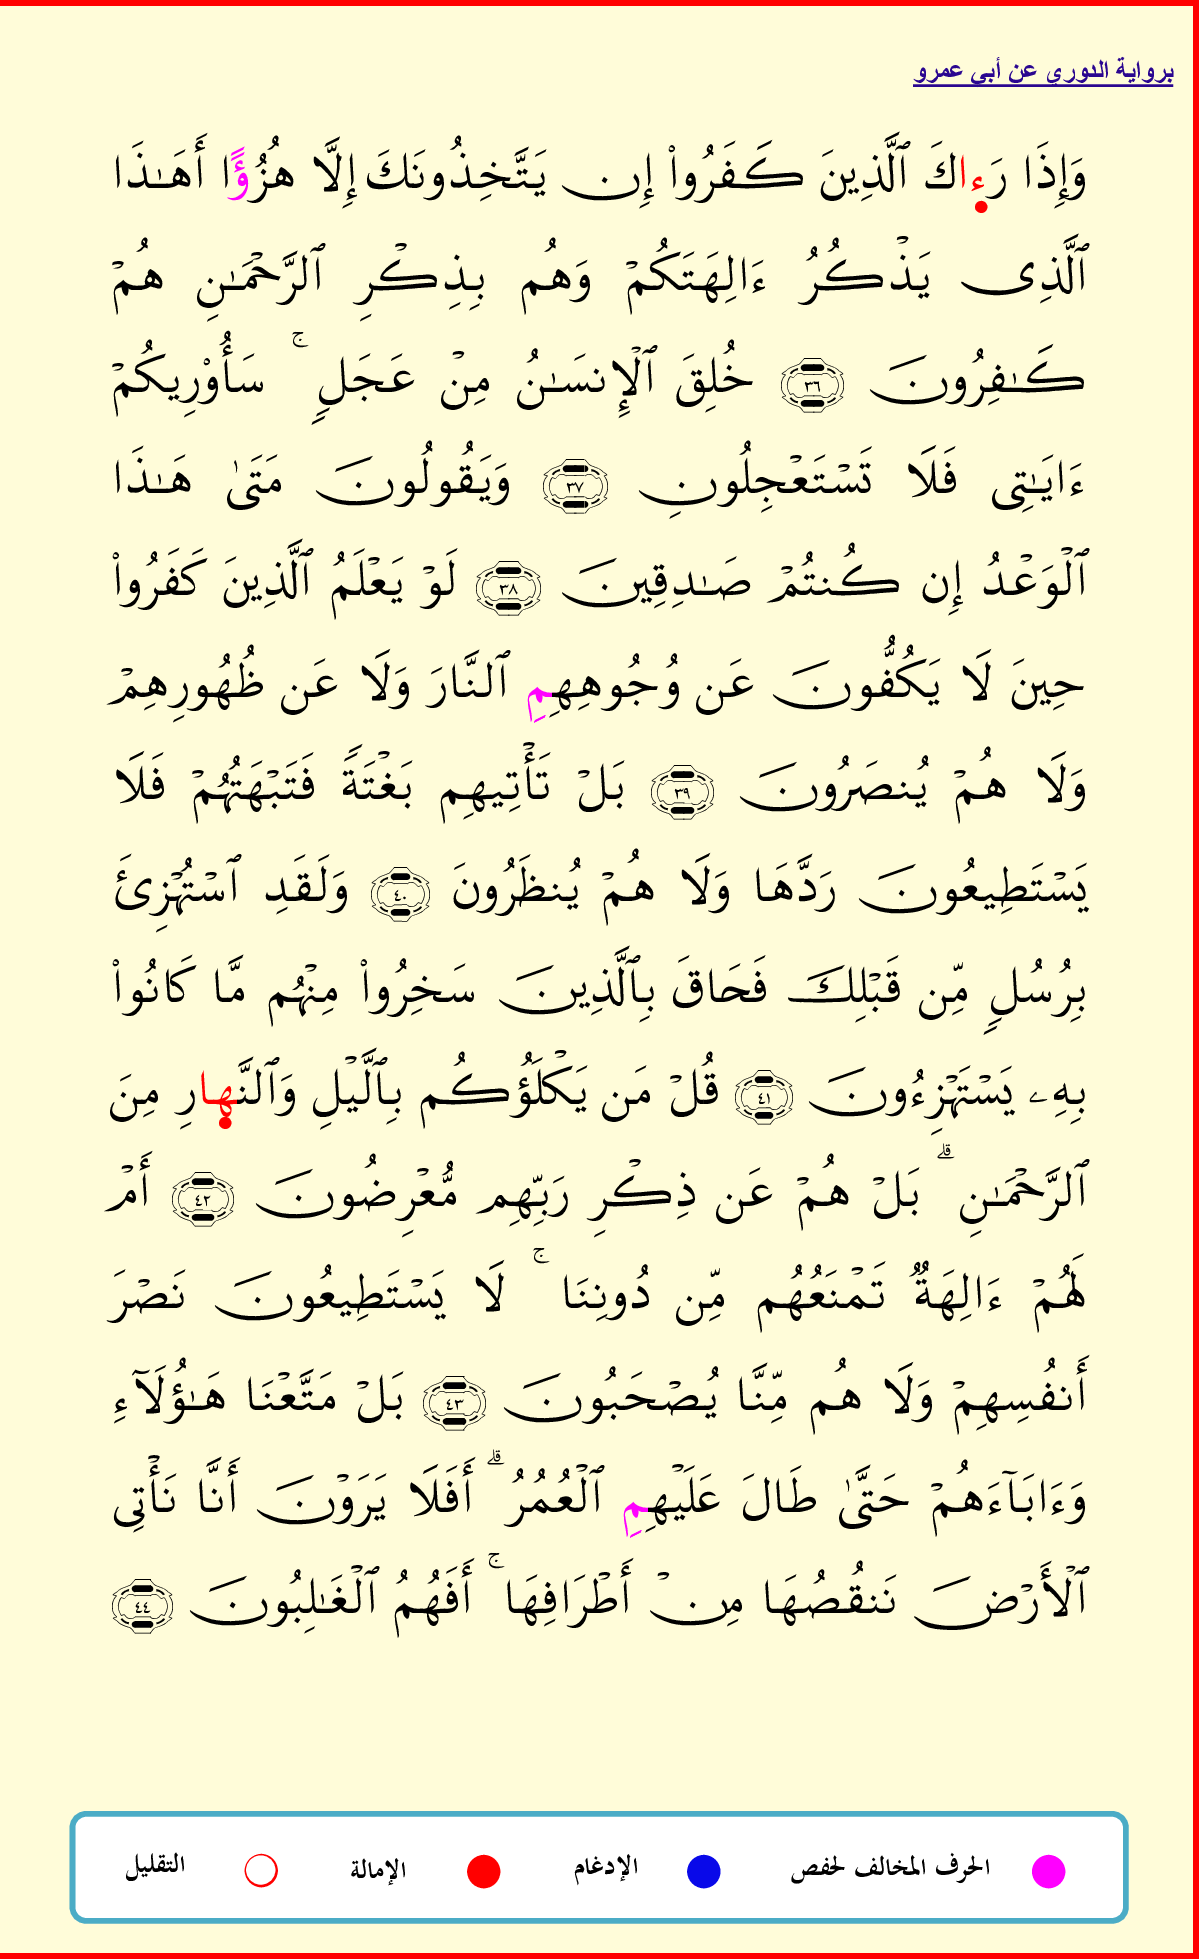 برواية الدوري عن أبي عمرو
وَإِذَا رَءِاكَ ٱلَّذِينَ كَفَرُواْ إِن يَتَّخِذُونَكَ إِلَّا هُزُؤًا أَهَٰذَا
ٱلَّذِى يَذْكُرُ ءَالِهَتَكُمْ وَهُم بِذِكْرِ ٱلرَّحْمَٰنِ هُمْ
كَٰفِرُونَ ٣٦ خُلِقَ ٱلْإِنسَٰنُ مِنْ عَجَلٍ ۚ سَأُوْرِيكُمْ
ءَايَٰتِى فَلَا تَسْتَعْجِلُونِ ٣٧ وَيَقُولُونَ مَتَىٰ هَٰذَا
ٱلْوَعْدُ إِن كُنتُمْ صَٰدِقِينَ ٣٨ لَوْ يَعْلَمُ ٱلَّذِينَ كَفَرُواْ
حِينَ لَا يَكُفُّونَ عَن وُجُوهِهِمِ ٱلنَّارَ وَلَا عَن ظُهُورِهِمْ
وَلَا هُمْ يُنصَرُونَ ٣٩ بَلْ تَأْتِيهِم بَغْتَةً فَتَبْهَتُهُمْ فَلَا
يَسْتَطِيعُونَ رَدَّهَا وَلَا هُمْ يُنظَرُونَ ٤٠ وَلَقَدِ ٱسْتُهْزِئَ
بِرُسُلٍ مِّن قَبْلِكَ فَحَاقَ بِٱلَّذِينَ سَخِرُواْ مِنْهُم مَّا كَانُواْ
بِهِۦ يَسْتَهْزِءُونَ ٤١ قُلْ مَن يَكْلَؤُكُم بِٱلَّيْلِ وَٱلنَّهِارِ مِنَ
ٱلرَّحْمَٰنِ ۗ بَلْ هُمْ عَن ذِكْرِ رَبِّهِم مُّعْرِضُونَ ٤٢ أَمْ
لَهُمْ ءَالِهَةٌ تَمْنَعُهُم مِّن دُونِنَا ۚ لَا يَسْتَطِيعُونَ نَصْرَ
أَنفُسِهِمْ وَلَا هُم مِّنَّا يُصْحَبُونَ ٤٣ بَلْ مَتَّعْنَا هَٰؤُلَآءِ
وَءَابَآءَهُمْ حَتَّىٰ طَالَ عَلَيْهِمِ ٱلْعُمُرُ ۗ أَفَلَا يَرَوْنَ أَنَّا نَأْتِى
ٱلْأَرْضَ نَنقُصُهَا مِنْ أَطْرَافِهَا ۚ أَفَهُمُ ٱلْغَٰلِبُونَ ٤٤
الحرف المخالف لحفص الإدغام الإمالة التقليل